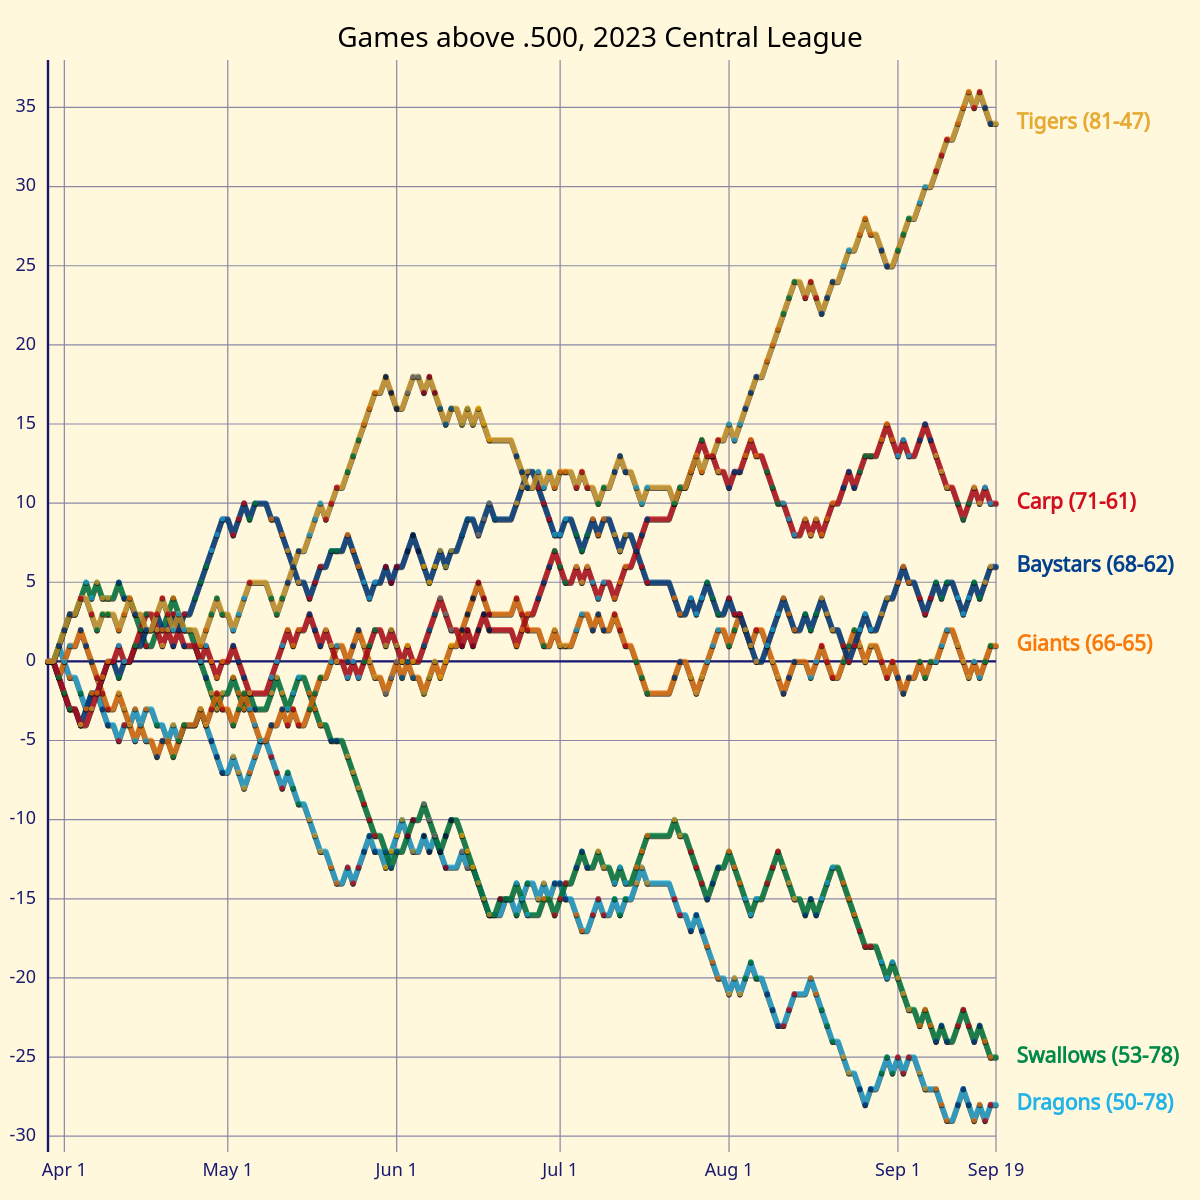 Games above .500, 2023 Central League
35
30
25
20
15
10
5
0
-5
-10
-15
-20
-25
-30
Tigers (81-47)
Carp (71-61)
Baystars (68-62)
Giants (66-65)
Swallows (53-78)
Dragons (50-78)
Apr 1
May 1
Jun 1
Jul 1
Aug 1
Sep 1
Sep 19